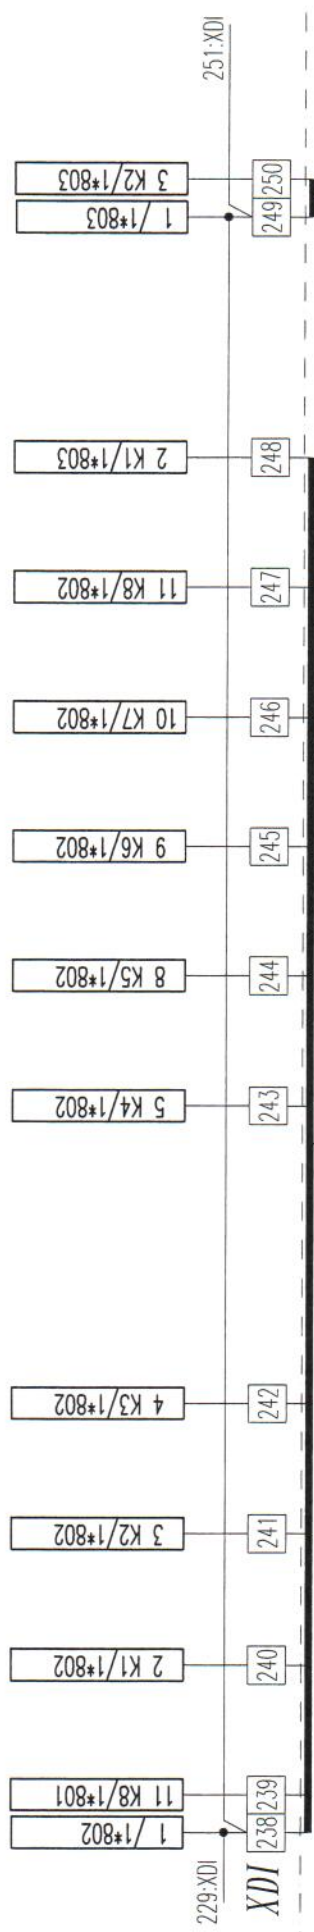 251:XDI
3 K2/1*803
250
1 /1*803
249
2 K1/1*803
248
11 K8/1*802
247
10 K7/1*802
246
9 K6/1*802
245
8 K5/1*802
244
5 K4/1*802
243
4 K3/1*802
242
3 K2/1*802
241
2 K1/1*802
240
11 K8/1*801
239
1 /1*802
238
229:XDI
XDI